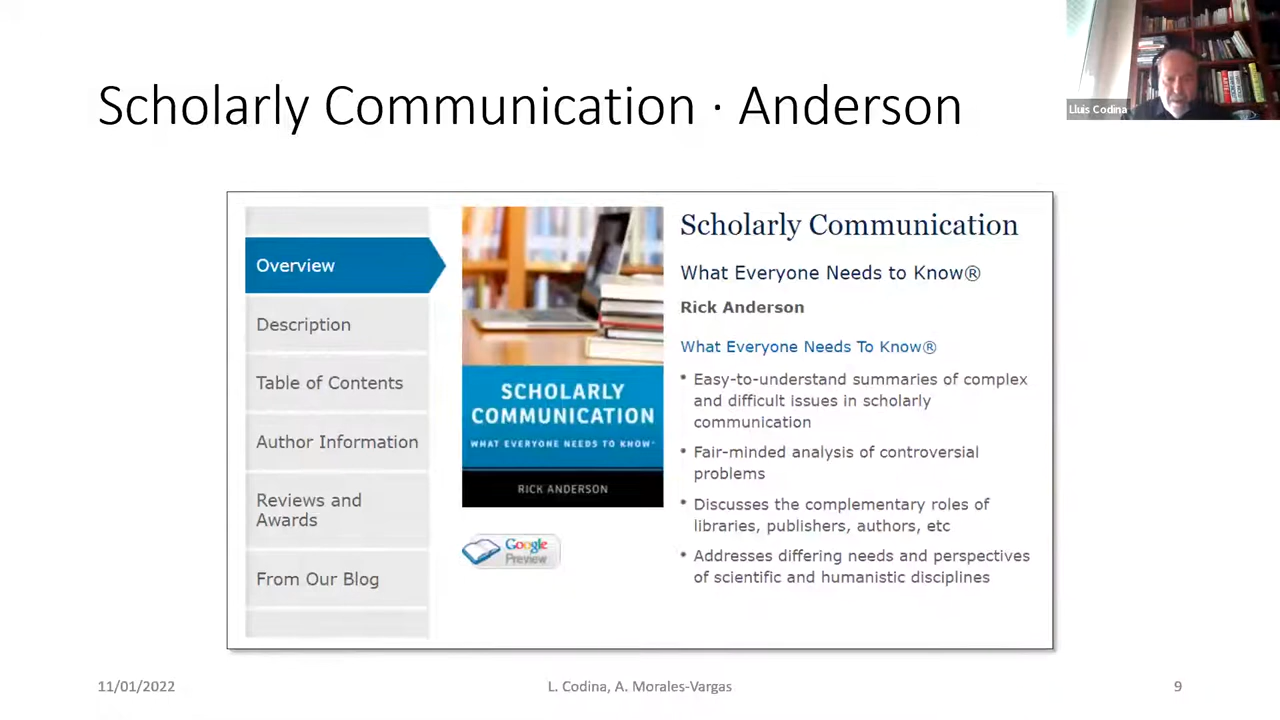 Scholarly Communication · Anderson
Lluís Codina
Overview
Description
Table of Contents
Author Information
Reviews and
Awards
From Our Blog
SCHOLARLY
COMMUNICATION
WHAT EVERYONE NEEDS TO KNOW
RICK ANDERSON
Google
Preview
Scholarly Communication
What Everyone Needs to Know®
Rick Anderson
What Everyone Needs To Know®
• Easy-to-understand summaries of complex
and difficult issues in scholarly
communication
• Fair-minded analysis of controversial
problems
• Discusses the complementary roles of
libraries, publishers, authors, etc
• Addresses differing needs and perspectives
of scientific and humanistic disciplines
11/01/2022
L. Codina, A. Morales-Vargas
9